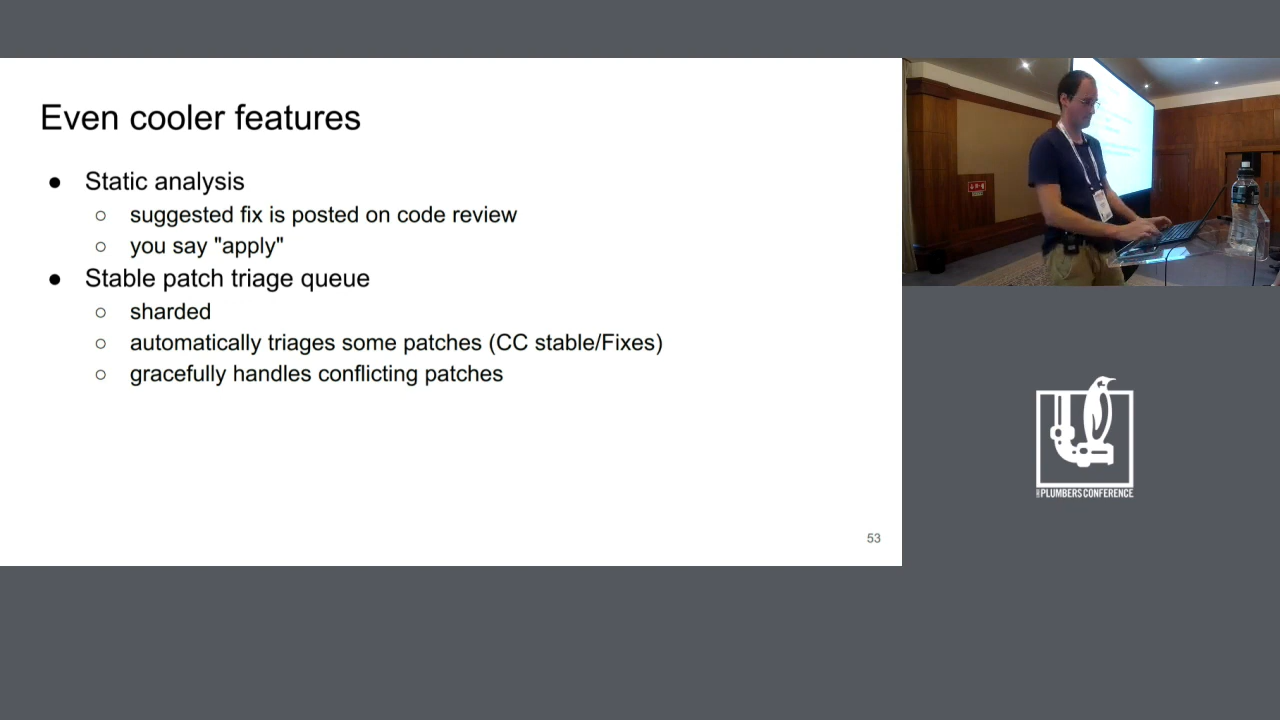 Even cooler features
● Static analysis
○ suggested fix is posted on code review
○ you say "apply"
● Stable patch triage queue
○ sharded
○ automatically triages some patches (CC stable/Fixes)
○ gracefully handles conflicting patches
53
PLUMBERS CONFERENCE